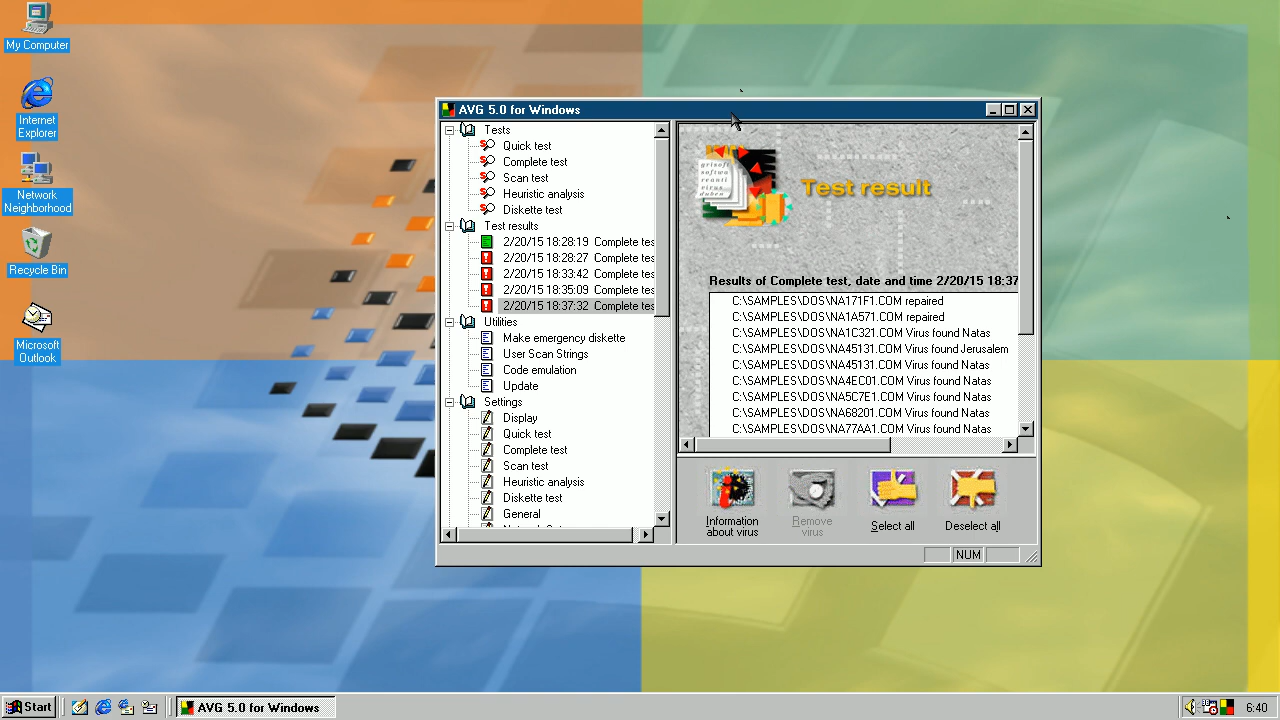 My Computer
Internet
Explorer
Network
Neighborhood
Recycle Bin
Microsoft
Outlook
AVG 5.0 for Windows
Tests
Quick test
Complete test
Scan test
Heuristic analysis
Diskette test
Test results
2/20/15 18:28:19 Complete tes
2/20/15 18:28:27 Complete tes
2/20/15 18:33:42 Complete tes
2/20/15 18:35:09 Complete tes
2/20/15 18:37:32 Complete tes
Utilities
Make emergency diskette
User Scan Strings
Code emulation
Update
Settings
Display
Quick test
Complete test
Scan test
Heuristic analysis
Diskette test
General
grisoft
softwa
Test result
Results of Complete test, date and time 2/20/15 18:37
C:\SAMPLES\DOS\NA171F1.COM repaired
C:\SAMPLES\DOS\NA1A571.COM repaired
C:\SAMPLES\DOS\NA1C321.COM Virus found Natas
C:\SAMPLES\DOS\NA45131.COM Virus found Jerusalem
C:\SAMPLES\DOS\NA45131.COM Virus found Natas
C:\SAMPLES\DOS\NA4EC01.COM Virus found Natas
C:\SAMPLES\DOS\NA5C7E1.COM Virus found Natas
C:\SAMPLES\DOS\NA68201.COM Virus found Natas
C:\SAMPLES\DOS\NA77AA1.COM Virus found Natas
Information
about virus
Remove
virus
Select all
Deselect all
NUM
Start
AVG 5.0 for Windows
6:40